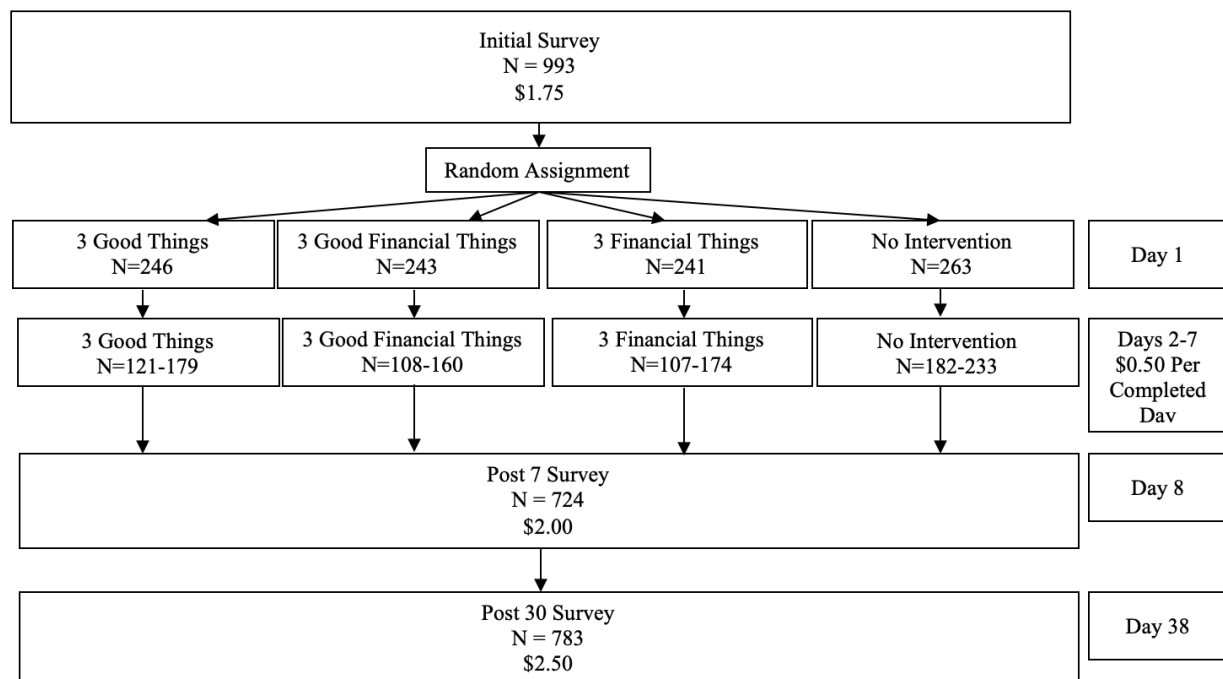 Initial Survey
N = 993
$1.75
Random Assignment
3 Good Things
N=246
3 Good Financial Things
N=243
3 Financial Things
N=241
No Intervention
N=263
Day 1
3 Good Things
N=121-179
3 Good Financial Things
N=108-160
3 Financial Things
N=107-174
No Intervention
N=182-233
Days 2-7
$0.50 Per
Completed
Day
Post 7 Survey
N = 724
$2.00
Day 8
Post 30 Survey
N = 783
$2.50
Day 38